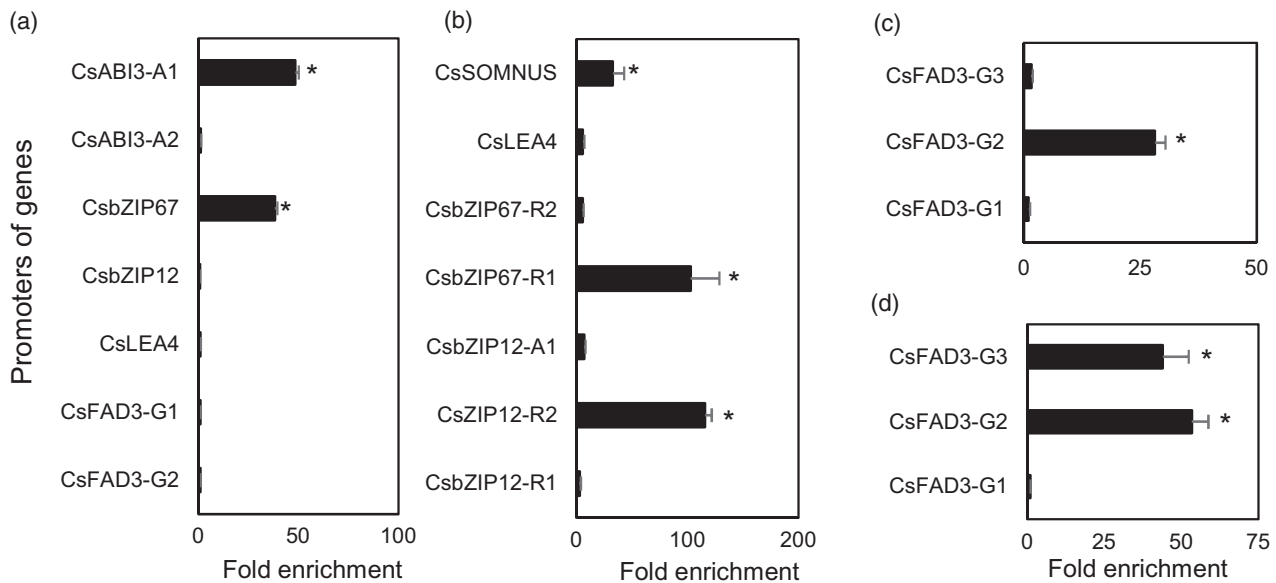 (a)
Promoters of genes
CsABI3-A1
*
CsABI3-A2
CsbZIP67
*
CsbZIP12
CsLEA4
CsFAD3-G1
CsFAD3-G2
0 50 100
Fold enrichment
(b)
CsSOMNUS
*
CsLEA4
CsbZIP67-R2
CsbZIP67-R1
*
CsbZIP12-A1
CsZIP12-R2
*
CsbZIP12-R1
0 100 200
Fold enrichment
(c)
CsFAD3-G3
CsFAD3-G2
*
CsFAD3-G1
0 25 50
(d)
CsFAD3-G3
*
CsFAD3-G2
*
CsFAD3-G1
0 25 50 75
Fold enrichment